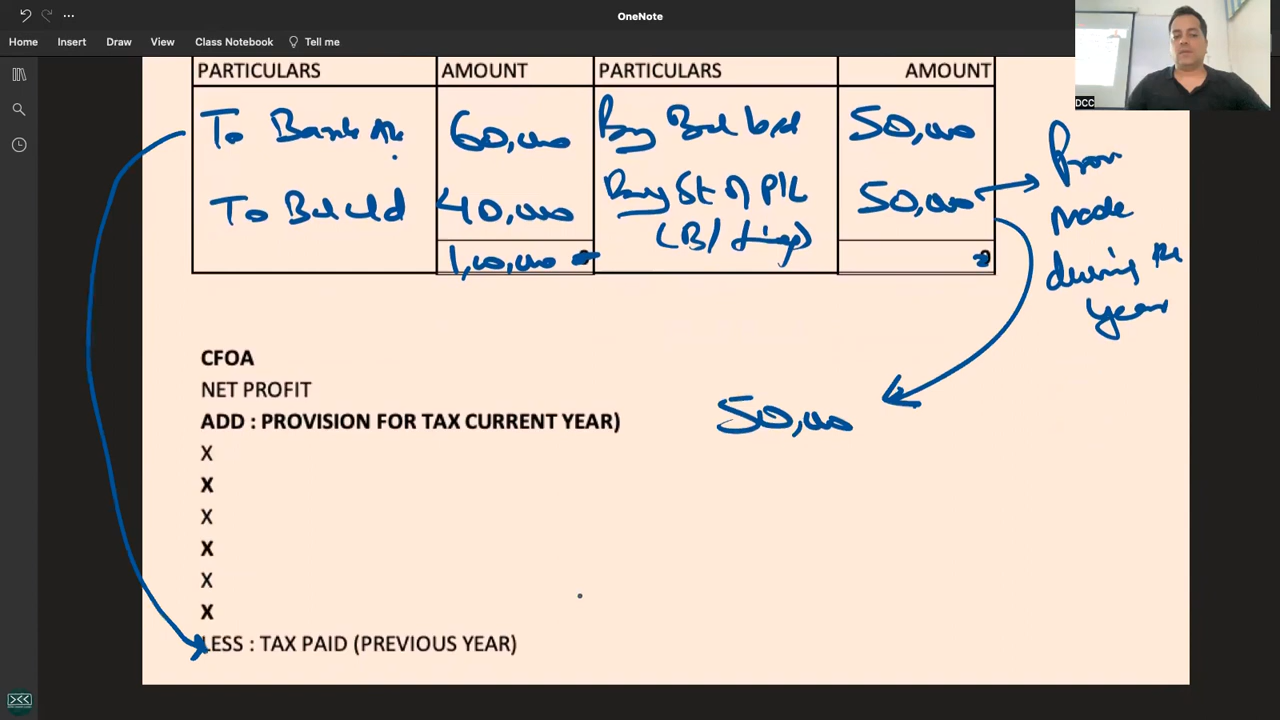 OneNote
Home Insert Draw View Class Notebook Tell me
DCC
PARTICULARS AMOUNT PARTICULARS AMOUNT
To Bank A/c 60,000 By Bal b/d 50,000
To Bal c/d 40,000 By St of P/L 50,000
(B/ fig)
1,00,000
Prov
made
during the
year
CFOA
NET PROFIT
ADD : PROVISION FOR TAX CURRENT YEAR) 50,000
X
X
X
X
X
X
LESS : TAX PAID (PREVIOUS YEAR)